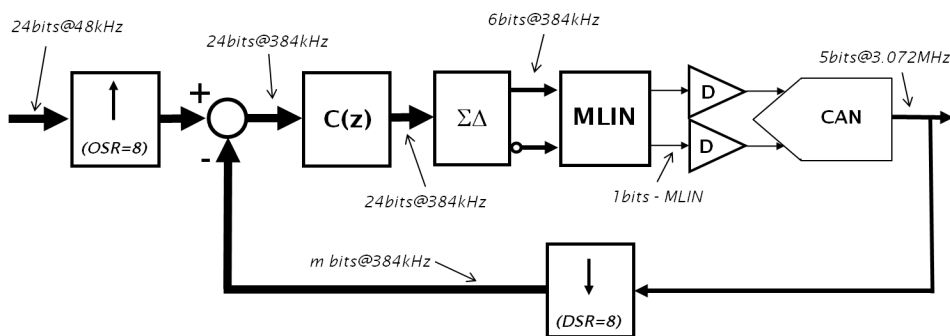 24bits@48kHz
24bits@384kHz
6bits@384kHz
5bits@3.072MHz
(OSR=8)
+
-
C(z)
24bits@384kHz
ΣΔ
MLIN
1bits - MLIN
D
D
CAN
m bits@384kHz
(DSR=8)